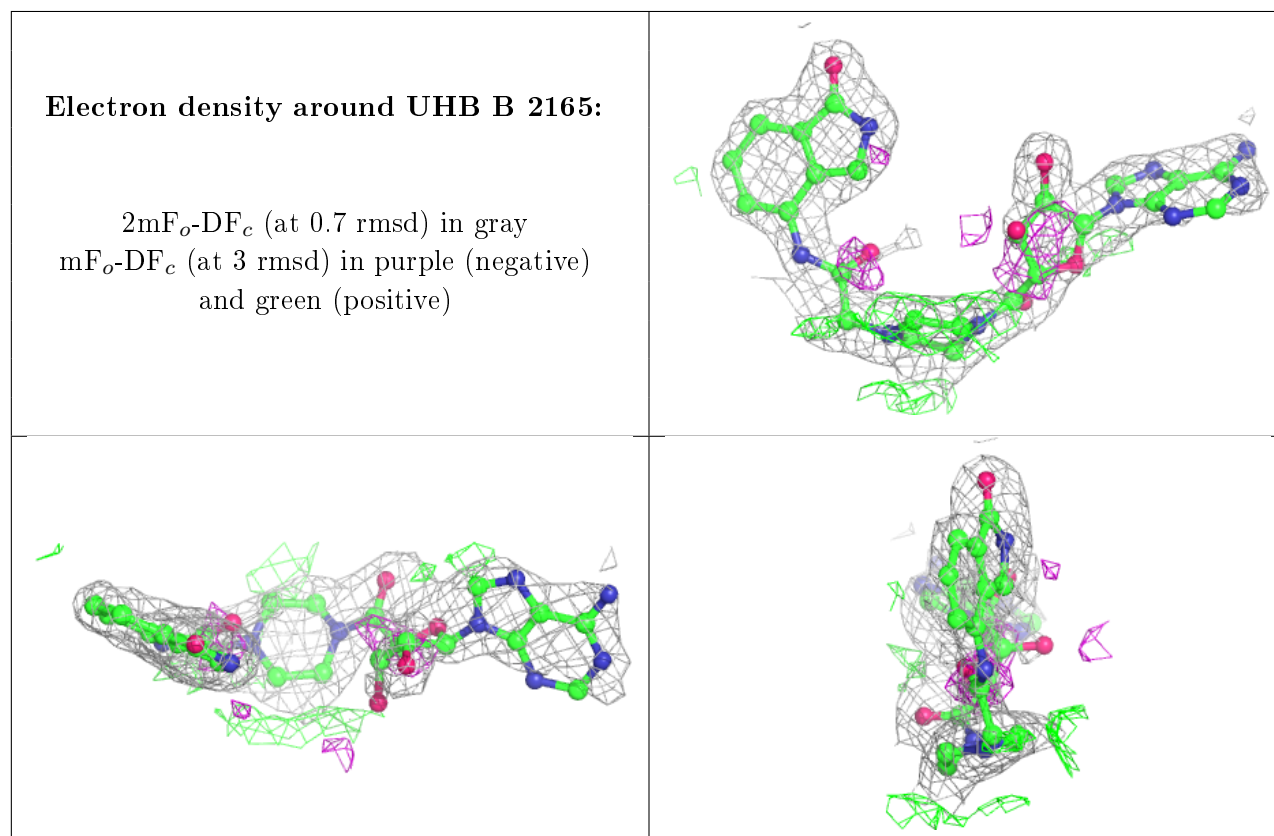 Electron density around UHB B 2165:
2mFo-DFc (at 0.7 rmsd) in gray
mFo-DFc (at 3 rmsd) in purple (negative)
and green (positive)